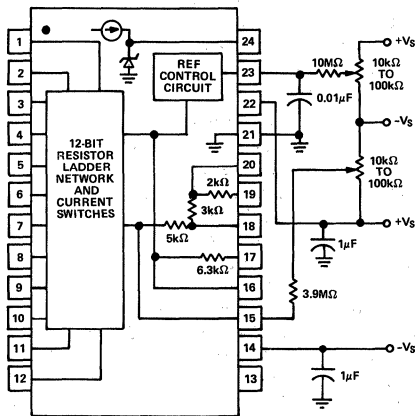 1
2
3
4
5
6
7
8
9
10
11
12
12-BIT
RESISTOR
LADDER
NETWORK
AND
CURRENT
SWITCHES
REF
CONTROL
CIRCUIT
2kΩ
3kΩ
5kΩ
6.3kΩ
24
23
22
21
20
19
18
17
16
15
14
13
10MΩ
0.01μF
3.9MΩ
1μF
1μF
+VS
10kΩ
TO
100kΩ
−VS
10kΩ
TO
100kΩ
+VS
−VS